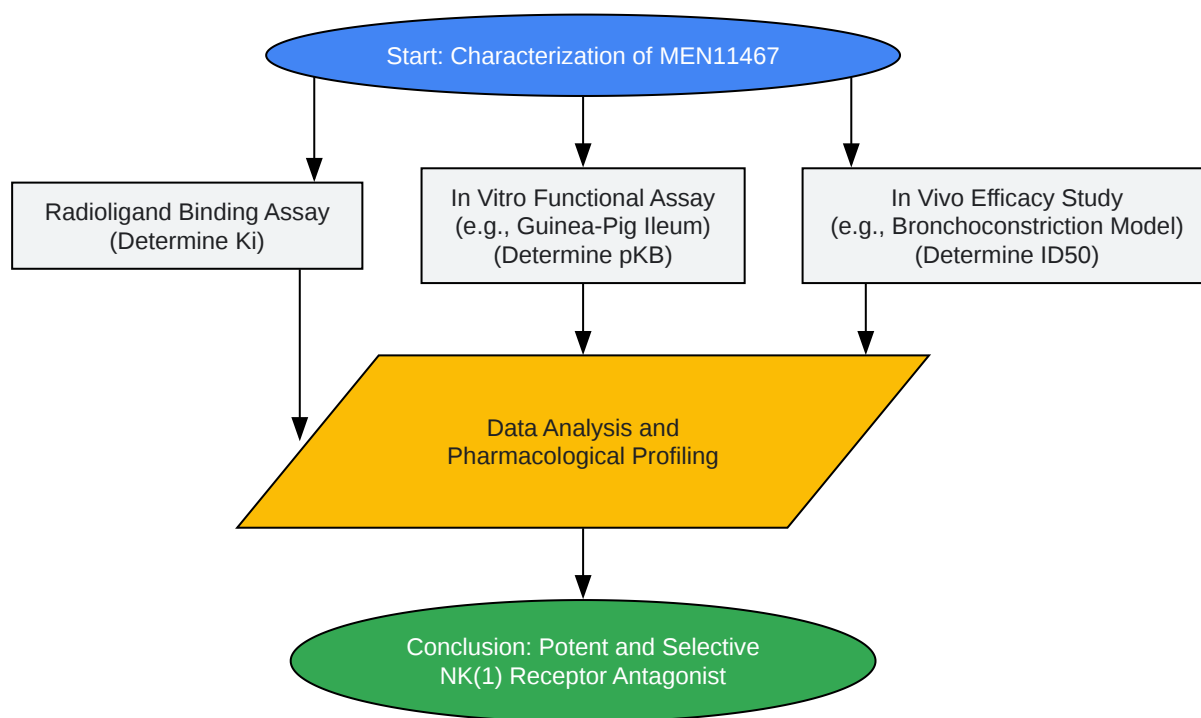 Start: Characterization of MEN11467
Radioligand Binding Assay
(Determine Ki)
In Vitro Functional Assay
(e.g., Guinea-Pig Ileum)
(Determine pKB)
In Vivo Efficacy Study
(e.g., Bronchoconstriction Model)
(Determine ID50)
Data Analysis and
Pharmacological Profiling
Conclusion: Potent and Selective
NK(1) Receptor Antagonist